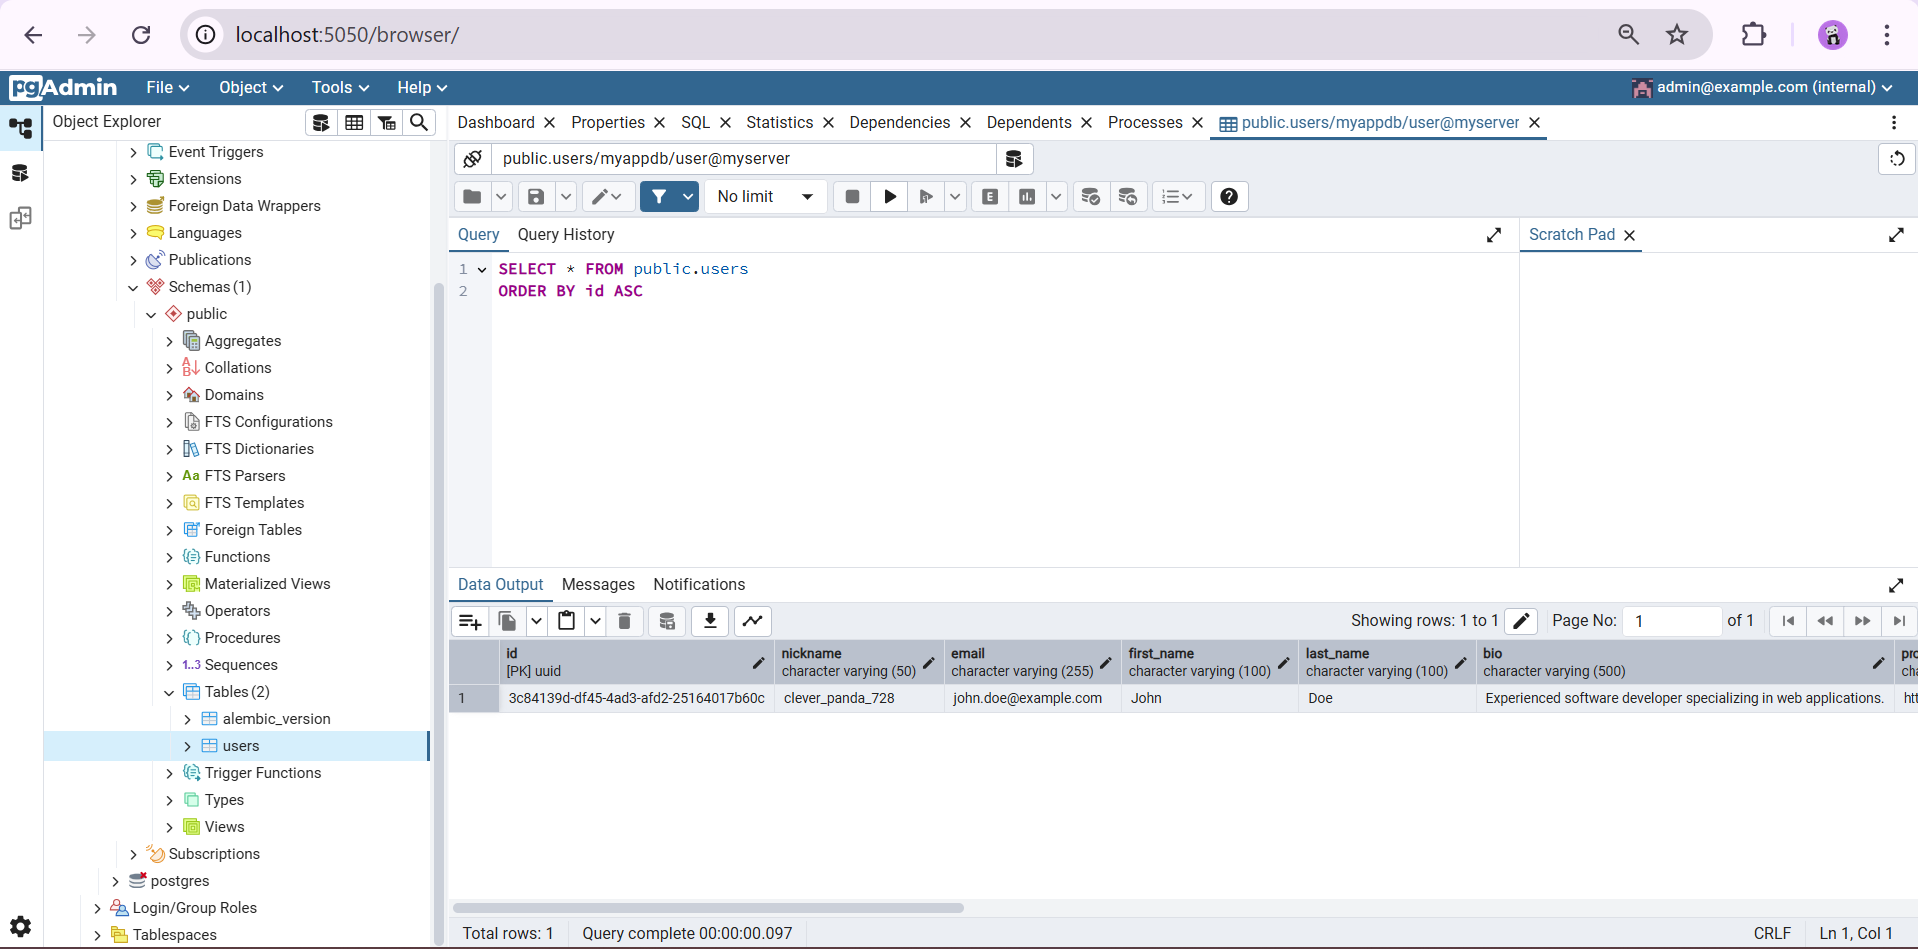 localhost:5050/browser/
pgAdmin File Object Tools Help admin@example.com (internal)
Object Explorer
Event Triggers
Extensions
Foreign Data Wrappers
Languages
Publications
Schemas (1)
public
Aggregates
Collations
Domains
FTS Configurations
FTS Dictionaries
Aa FTS Parsers
FTS Templates
Foreign Tables
Functions
Materialized Views
Operators
Procedures
1..3 Sequences
Tables (2)
alembic_version
users
Trigger Functions
Types
Views
Subscriptions
postgres
Login/Group Roles
Tablespaces
Dashboard Properties SQL Statistics Dependencies Dependents Processes public.users/myappdb/user@myserver
public.users/myappdb/user@myserver
No limit E
Query Query History Scratch Pad
1 SELECT * FROM public.users
2 ORDER BY id ASC
Data Output Messages Notifications
Showing rows: 1 to 1 Page No: 1 of 1
id nickname email first_name last_name bio pro
[PK] uuid character varying (50) character varying (255) character varying (100) character varying (100) character varying (500) cha
1 3c84139d-df45-4ad3-afd2-25164017b60c clever_panda_728 john.doe@example.com John Doe Experienced software developer specializing in web applications. htt
Total rows: 1 Query complete 00:00:00.097 CRLF Ln 1, Col 1